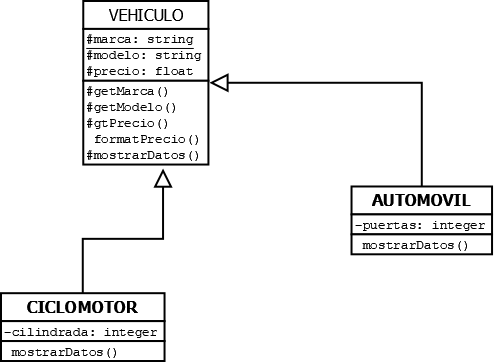 VEHICULO
#marca: string
#modelo: string
#precio: float
#getMarca()
#getModelo()
#gtPrecio()
formatPrecio()
#mostrarDatos()
AUTOMOVIL
-puertas: integer
mostrarDatos()
CICLOMOTOR
-cilindrada: integer
mostrarDatos()